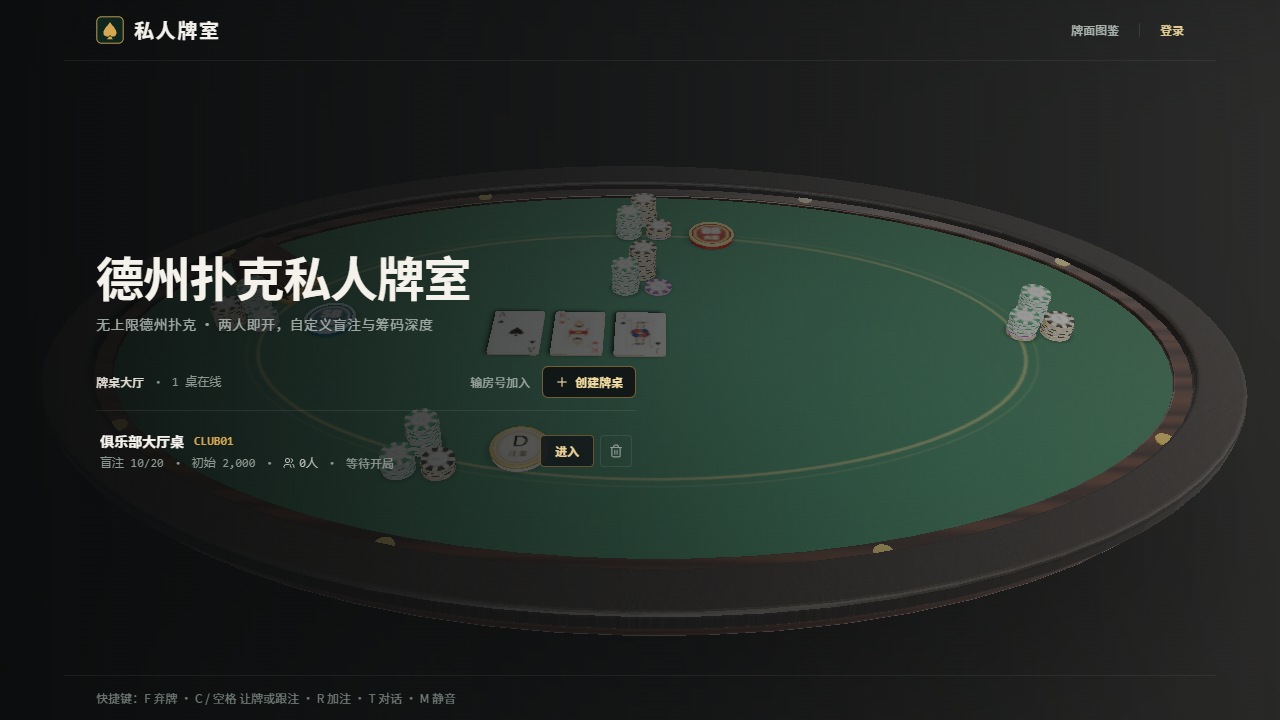 私人牌室
牌面图鉴
登录
德州扑克私人牌室
无上限德州扑克 · 两人即开，自定义盲注与筹码深度
牌桌大厅 · 1 桌在线
输房号加入
+ 创建牌桌
俱乐部大厅桌 CLUB01
盲注 10/20 · 初始 2,000 · 0人 · 等待开局
D
进入
快捷键：F 弃牌 · C / 空格 让牌或跟注 · R 加注 · T 对话 · M 静音